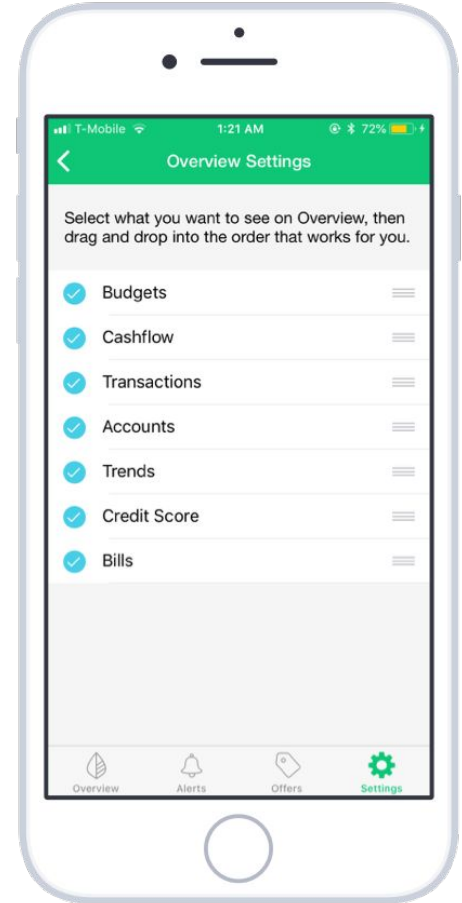 T-Mobile 1:21 AM 72%
Overview Settings
Select what you want to see on Overview, then
drag and drop into the order that works for you.
Budgets
Cashflow
Transactions
Accounts
Trends
Credit Score
Bills
Overview Alerts Offers Settings